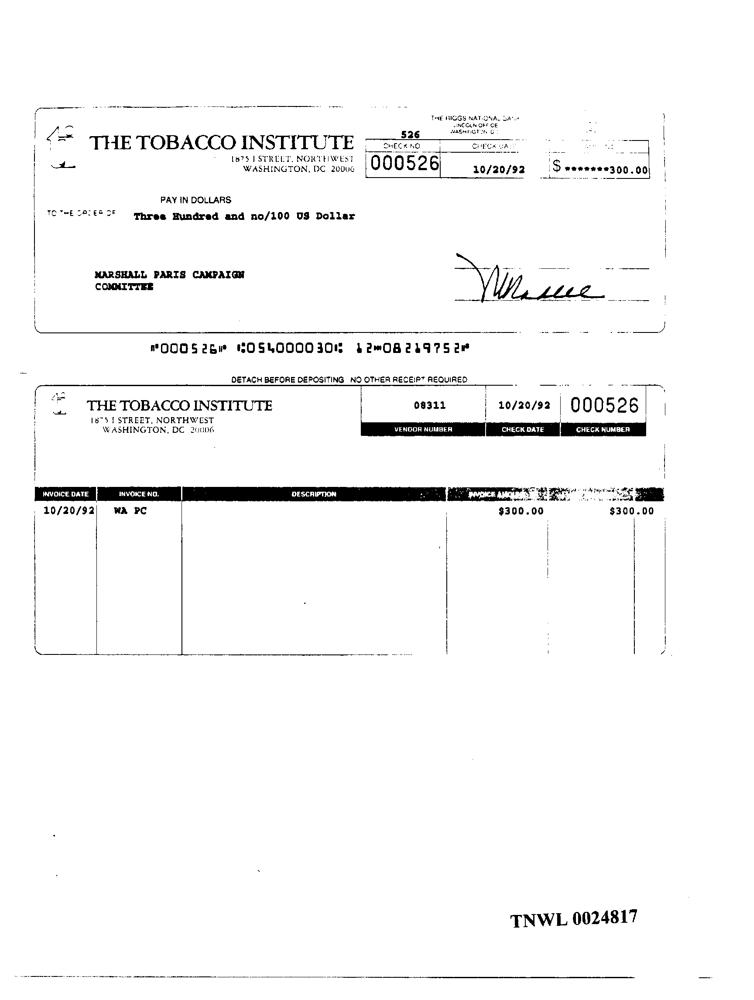 THE RIGGS NATIONAL BANK
LINCOLN OFFICE
WASHINGTON, D.C.
526
THE TOBACCO INSTITUTE
1875 I STREET, NORTHWEST
WASHINGTON, DC 20006
CHECK NO.
CHECK DATE
000526
10/20/92
$*******300.00
PAY IN DOLLARS
TO THE ORDER OF
Three Hundred and no/100 US Dollar
MARSHALL PARIS CAMPAIGN
COMMITTEE
⑈000526⑈ ⑆054000030⑆ 12⑉08219752⑈
DETACH BEFORE DEPOSITING NO OTHER RECEIPT REQUIRED
THE TOBACCO INSTITUTE
1875 I STREET, NORTHWEST
WASHINGTON, DC 20006
08311 10/20/92 000526
VENDOR NUMBER CHECK DATE CHECK NUMBER
INVOICE DATE INVOICE NO. DESCRIPTION INVOICE AMOUNT
10/20/92 WA PC $300.00 $300.00
TNWL 0024817